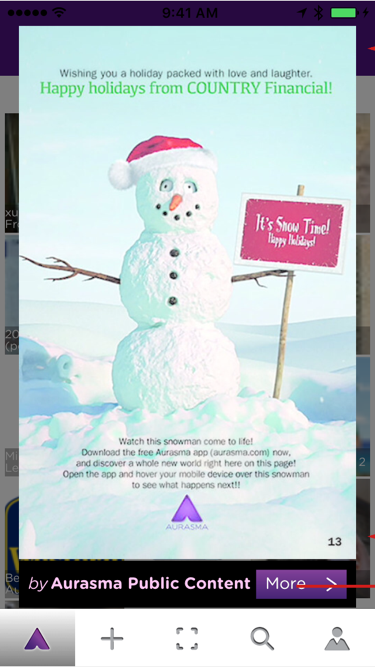 9:41 AM
Wishing you a holiday packed with love and laughter.
Happy holidays from COUNTRY Financial!
It's Snow Time!
Happy Holidays!
Watch this snowman come to life!
Download the free Aurasma app (aurasma.com) now,
and discover a whole new world right here on this page!
Open the app and hover your mobile device over this snowman
to see what happens next!!
AURASMA
13
by Aurasma Public Content
More